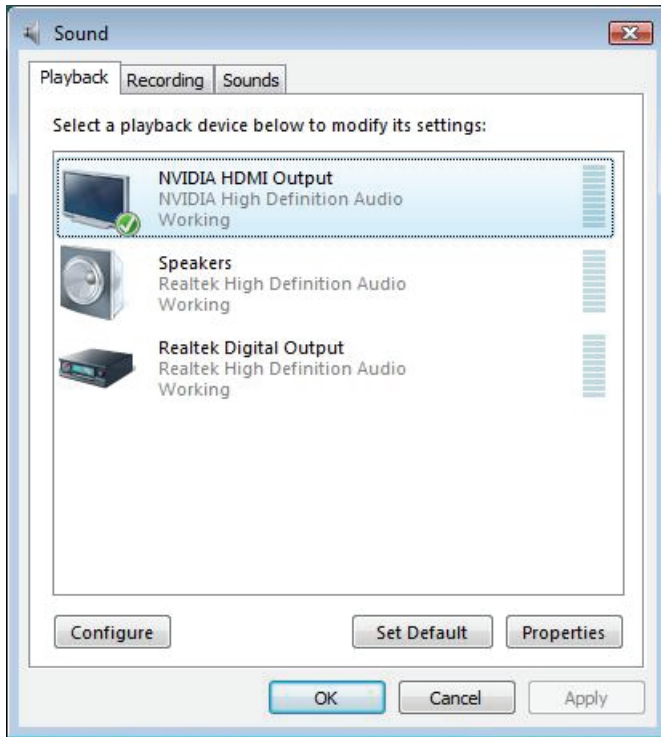 Sound
Playback Recording Sounds
Select a playback device below to modify its settings:
NVIDIA HDMI Output
NVIDIA High Definition Audio
Working
Speakers
Realtek High Definition Audio
Working
Realtek Digital Output
Realtek High Definition Audio
Working
Configure Set Default Properties
OK Cancel Apply